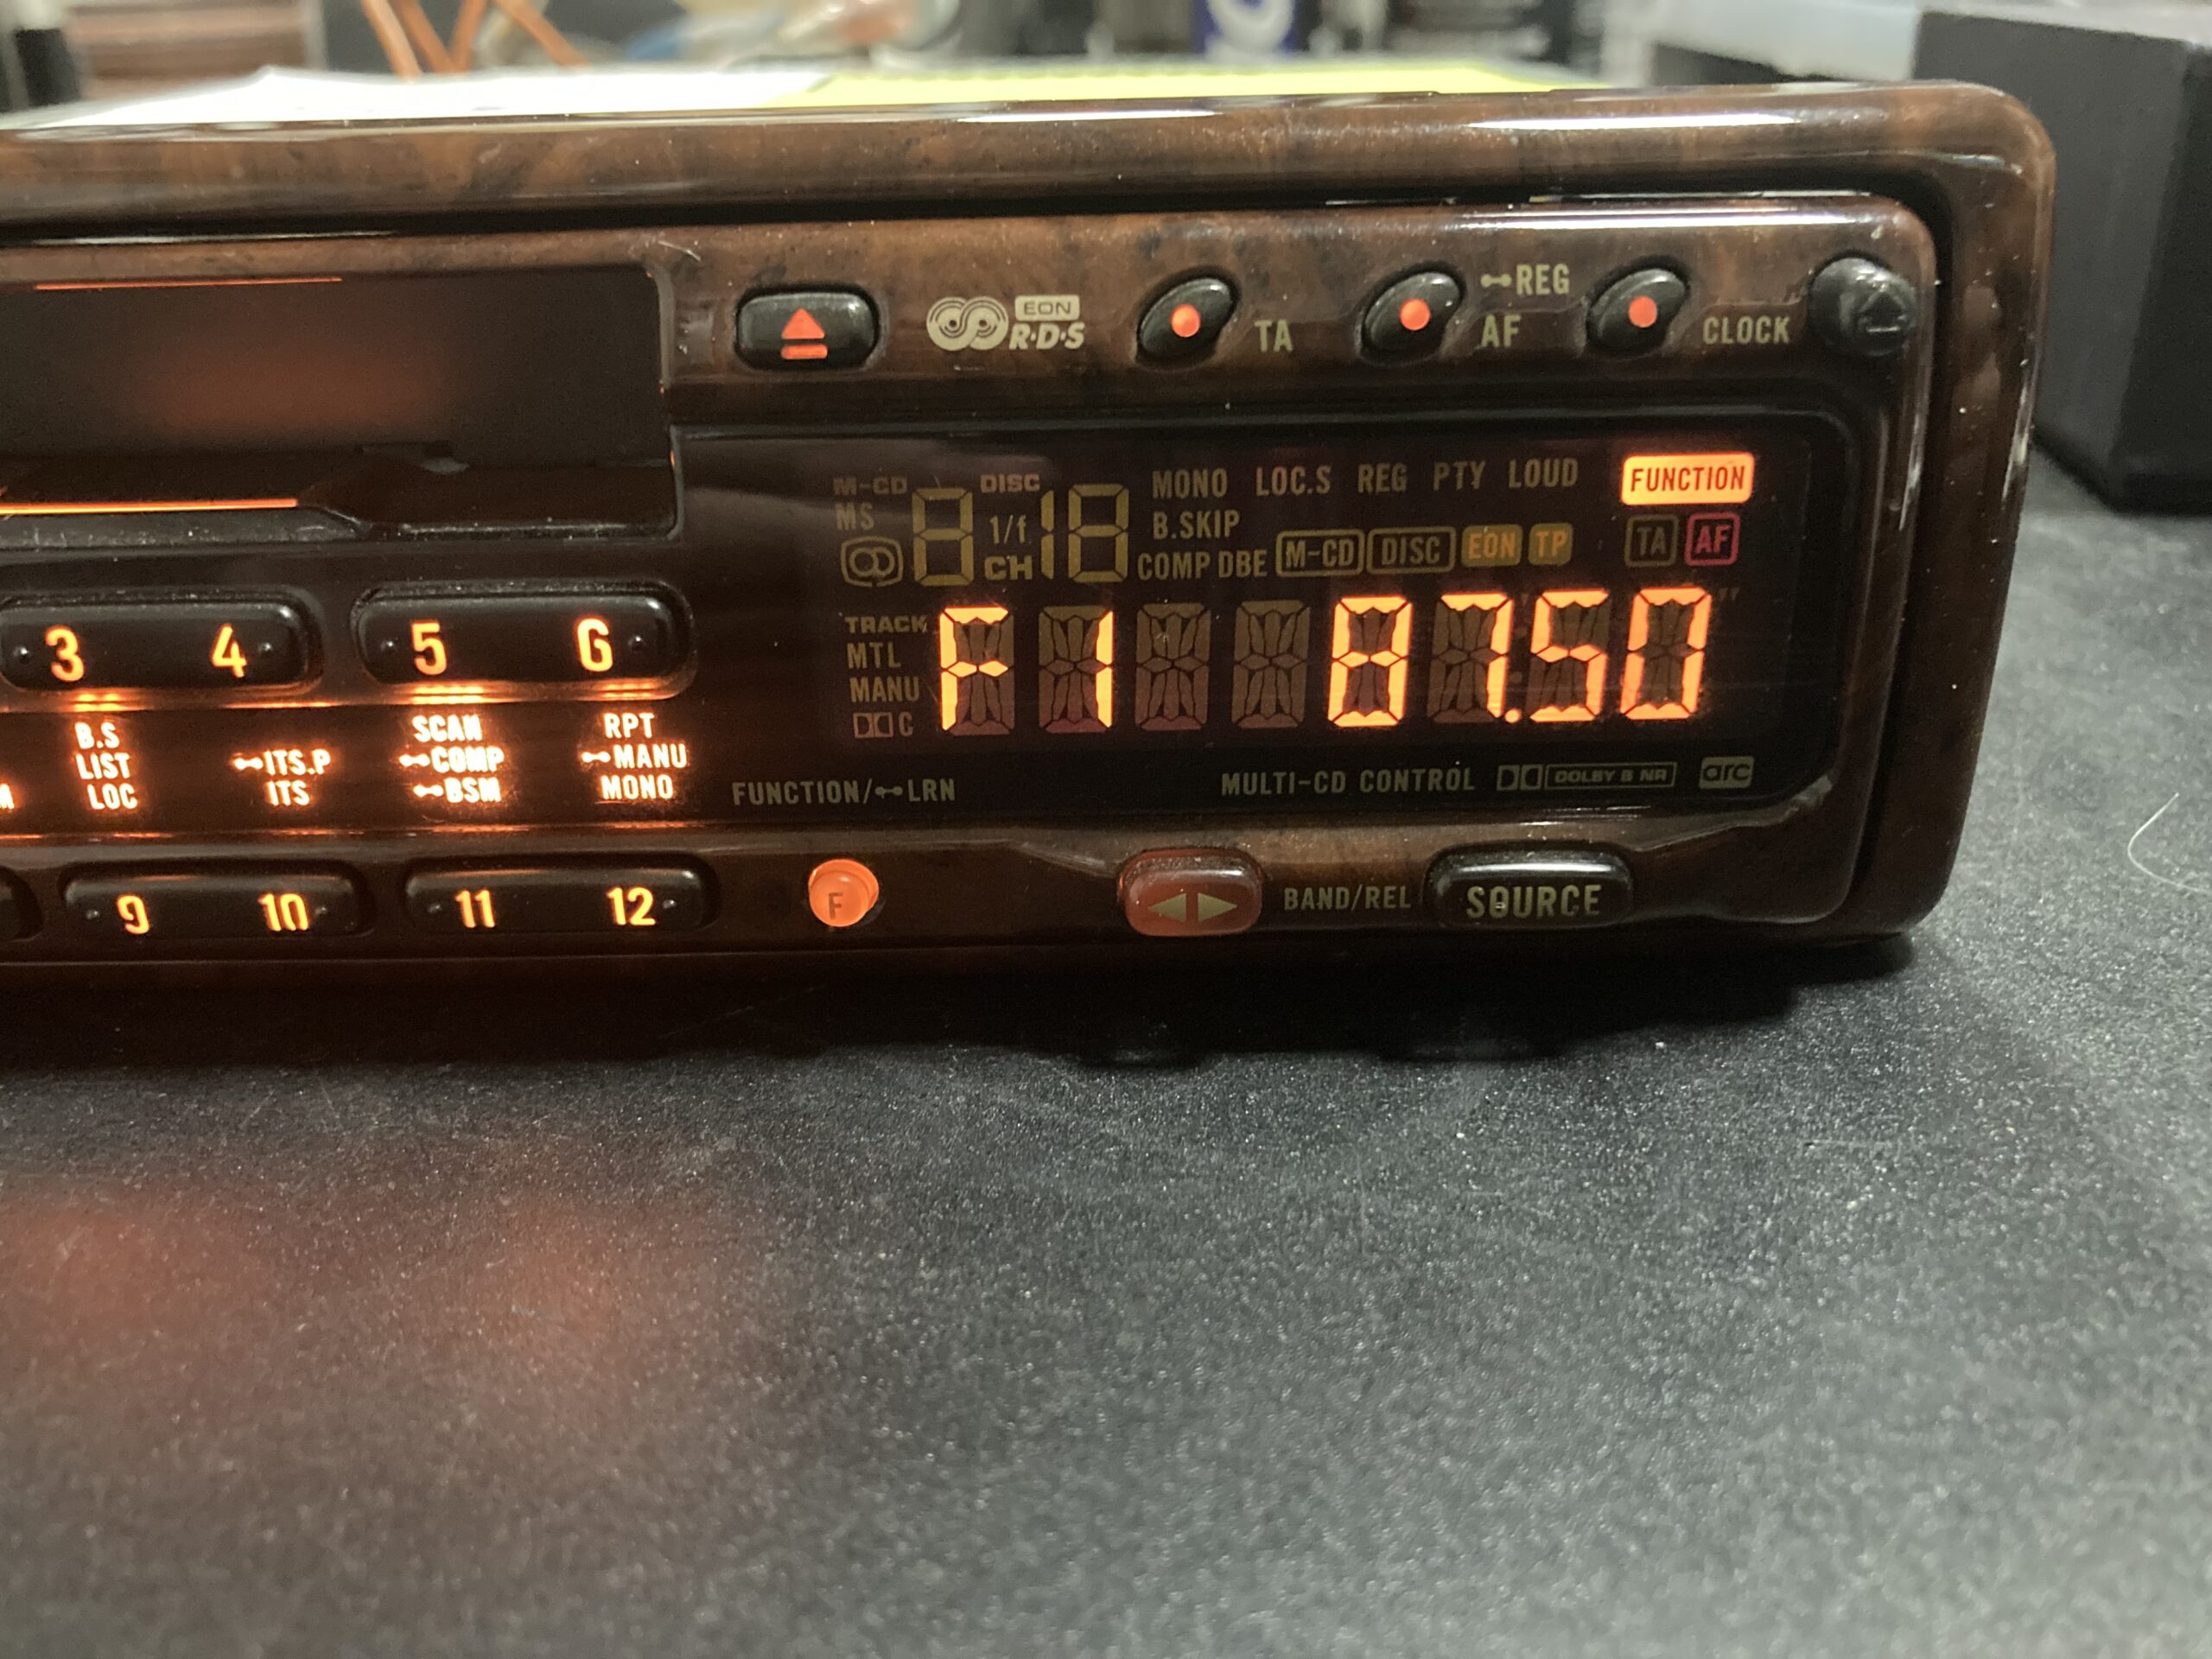 EON
R·D·S
TA
REG
AF
CLOCK
M-CD DISC MONO LOC.S REG PTY LOUD FUNCTION
MS 1/f B.SKIP
CH COMP DBE M-CD DISC EON TP TA AF
TRACK
MTL
MANU
C
F1 87.50
3 4 5 6
B.S
LIST
LOC
ITS.P
ITS
SCAN
COMP
BSM
RPT
MANU
MONO
M
FUNCTION/ LRN
MULTI-CD CONTROL DOLBY B NR arc
9 10 11 12
F
BAND/REL
SOURCE